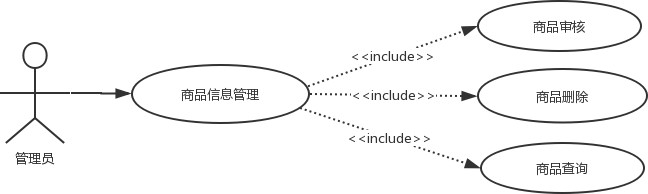 商品审核
<<include>>
商品信息管理
<<include>>
商品删除
<<include>>
管理员
商品查询